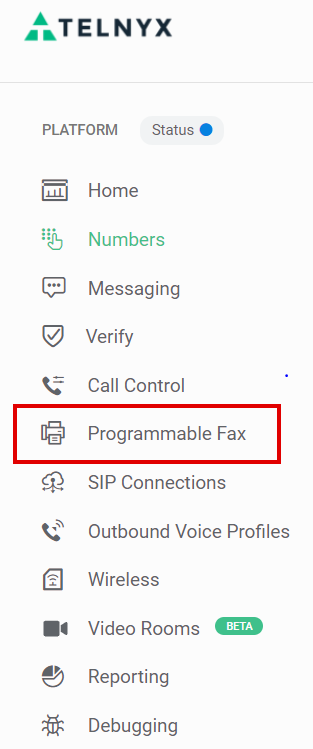 TELNYX
PLATFORM Status
Home
Numbers
Messaging
Verify
Call Control
Programmable Fax
SIP Connections
Outbound Voice Profiles
Wireless
Video Rooms BETA
Reporting
Debugging